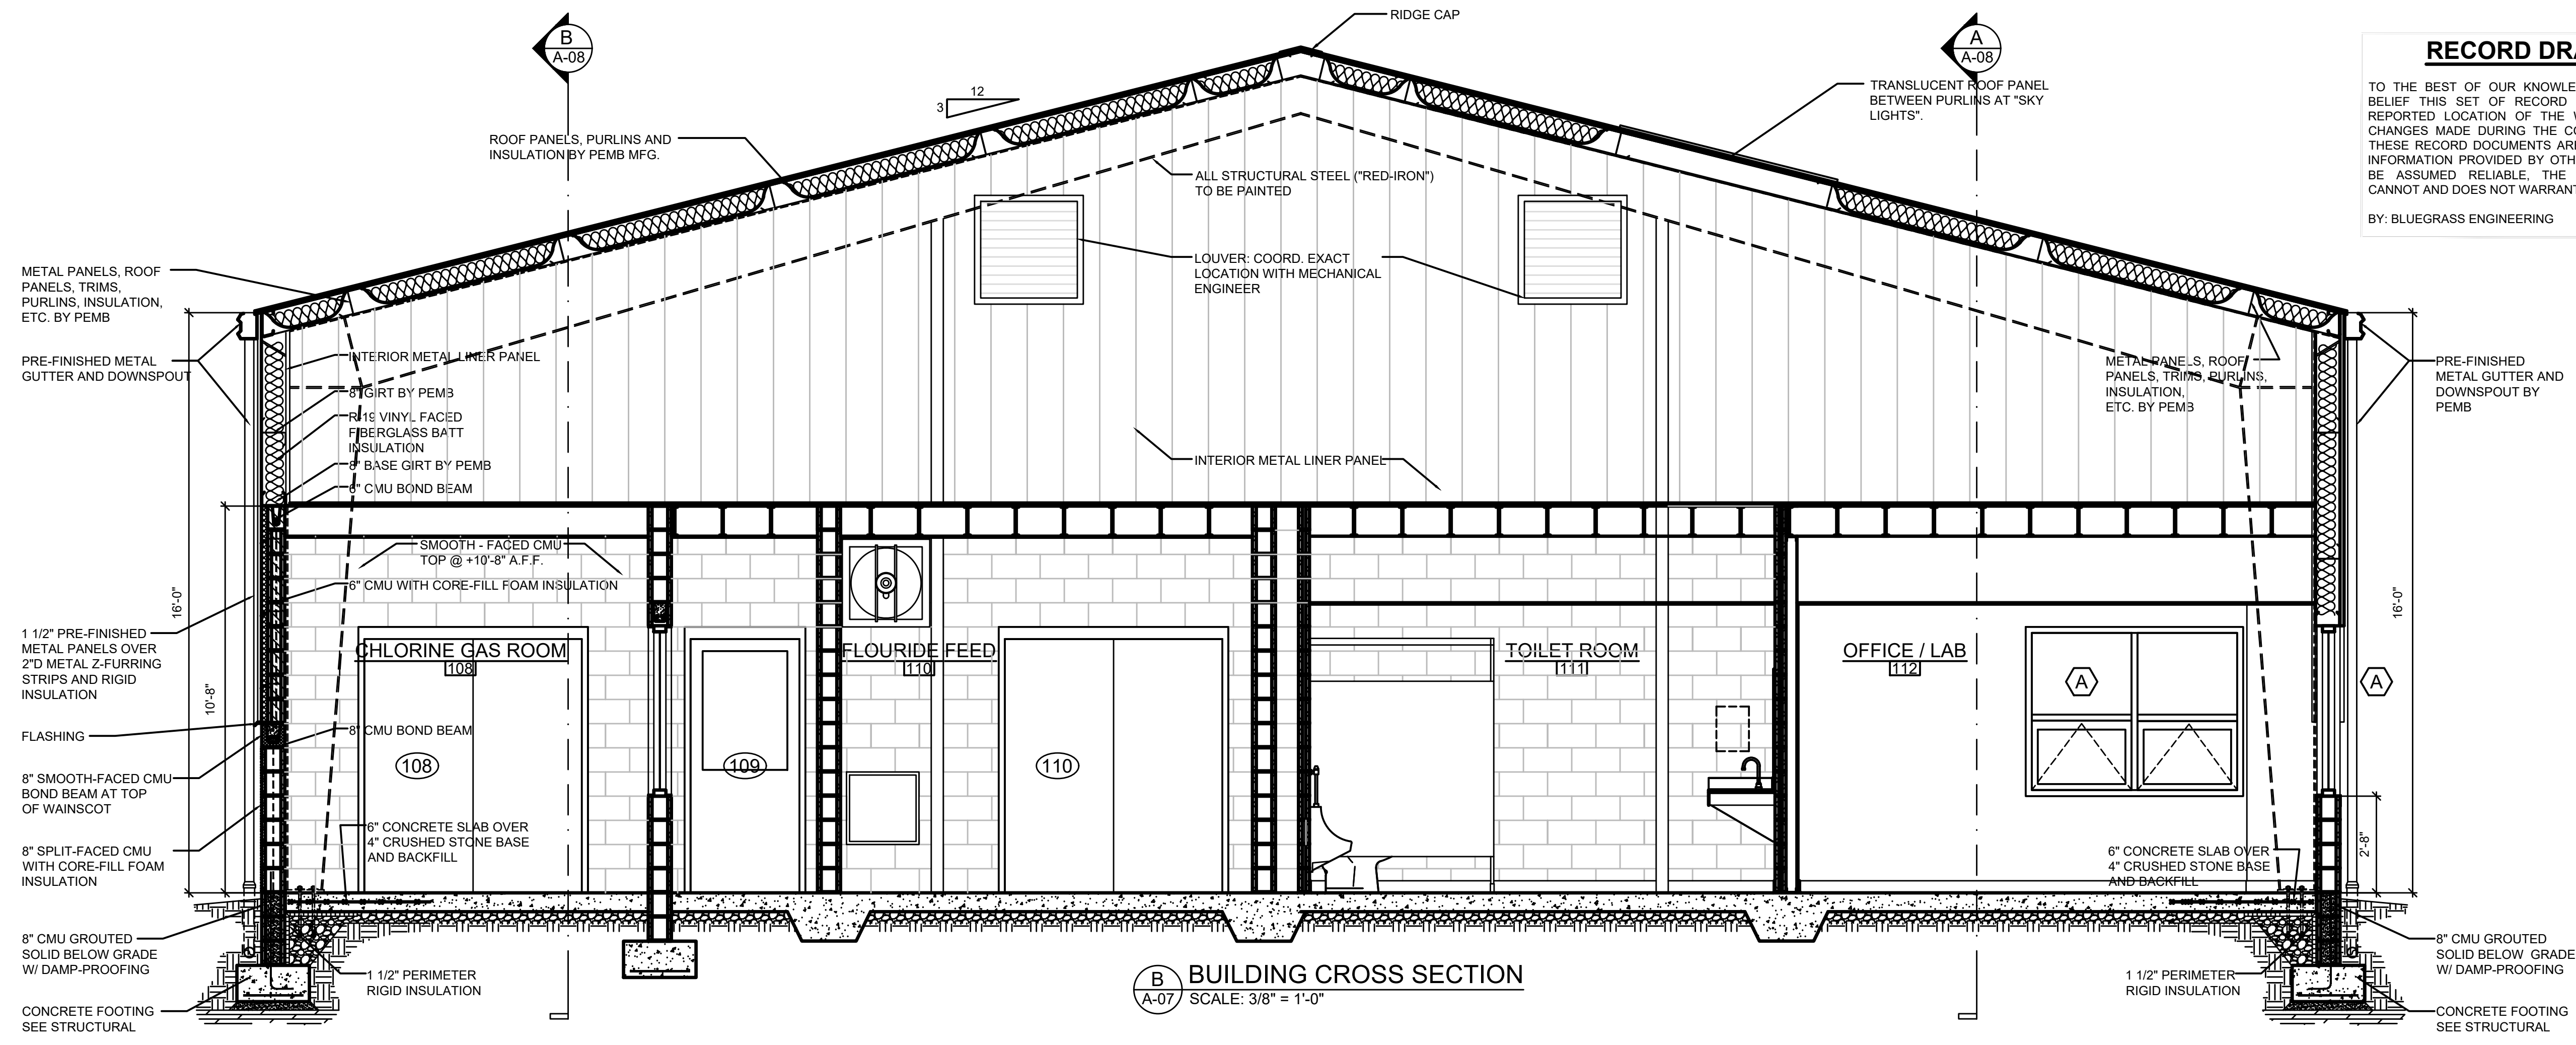 RIDGE CAP
B
A-08
A
A-08
RECORD DRA
TO THE BEST OF OUR KNOWLE
BELIEF THIS SET OF RECORD
REPORTED LOCATION OF THE W
CHANGES MADE DURING THE CO
THESE RECORD DOCUMENTS ARE
INFORMATION PROVIDED BY OTH
BE ASSUMED RELIABLE, THE
CANNOT AND DOES NOT WARRANT
BY: BLUEGRASS ENGINEERING
12
3
TRANSLUCENT ROOF PANEL
BETWEEN PURLINS AT "SKY
LIGHTS".
ROOF PANELS, PURLINS AND
INSULATION BY PEMB MFG.
ALL STRUCTURAL STEEL ("RED-IRON")
TO BE PAINTED
LOUVER: COORD. EXACT
LOCATION WITH MECHANICAL
ENGINEER
METAL PANELS, ROOF
PANELS, TRIMS,
PURLINS, INSULATION,
ETC. BY PEMB
PRE-FINISHED METAL
GUTTER AND DOWNSPOUT
INTERIOR METAL LINER PANEL
8" GIRT BY PEMB
R-19 VINYL FACED
FIBERGLASS BATT
INSULATION
8" BASE GIRT BY PEMB
6" CMU BOND BEAM
INTERIOR METAL LINER PANEL
METAL PANELS, ROOF
PANELS, TRIMS, PURLINS,
INSULATION,
ETC. BY PEMB
PRE-FINISHED
METAL GUTTER AND
DOWNSPOUT BY
PEMB
SMOOTH - FACED CMU
TOP @ +10'-8" A.F.F.
6" CMU WITH CORE-FILL FOAM INSULATION
16'-0"
10'-8"
16'-0"
2'-8"
1 1/2" PRE-FINISHED
METAL PANELS OVER
2"D METAL Z-FURRING
STRIPS AND RIGID
INSULATION
FLASHING
8" SMOOTH-FACED CMU
BOND BEAM AT TOP
OF WAINSCOT
8" SPLIT-FACED CMU
WITH CORE-FILL FOAM
INSULATION
8" CMU GROUTED
SOLID BELOW GRADE
W/ DAMP-PROOFING
CONCRETE FOOTING
SEE STRUCTURAL
CHLORINE GAS ROOM
108
FLOURIDE FEED
110
TOILET ROOM
111
OFFICE / LAB
112
A
A
8" CMU BOND BEAM
108
109
110
6" CONCRETE SLAB OVER
4" CRUSHED STONE BASE
AND BACKFILL
6" CONCRETE SLAB OVER
4" CRUSHED STONE BASE
AND BACKFILL
1 1/2" PERIMETER
RIGID INSULATION
1 1/2" PERIMETER
RIGID INSULATION
8" CMU GROUTED
SOLID BELOW GRADE
W/ DAMP-PROOFING
CONCRETE FOOTING
SEE STRUCTURAL
B
A-07
BUILDING CROSS SECTION
SCALE: 3/8" = 1'-0"